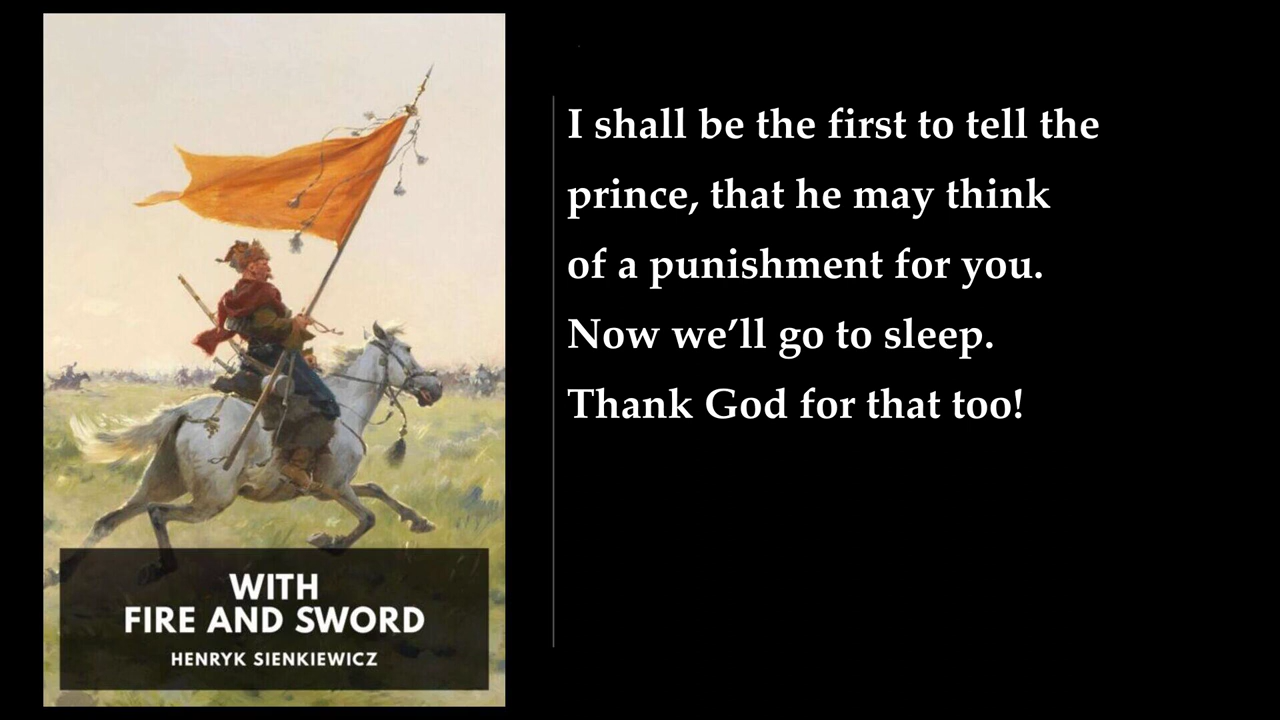 I shall be the first to tell the
prince, that he may think
of a punishment for you.
Now we’ll go to sleep.
Thank God for that too!
WITH
FIRE AND SWORD
HENRYK SIENKIEWICZ